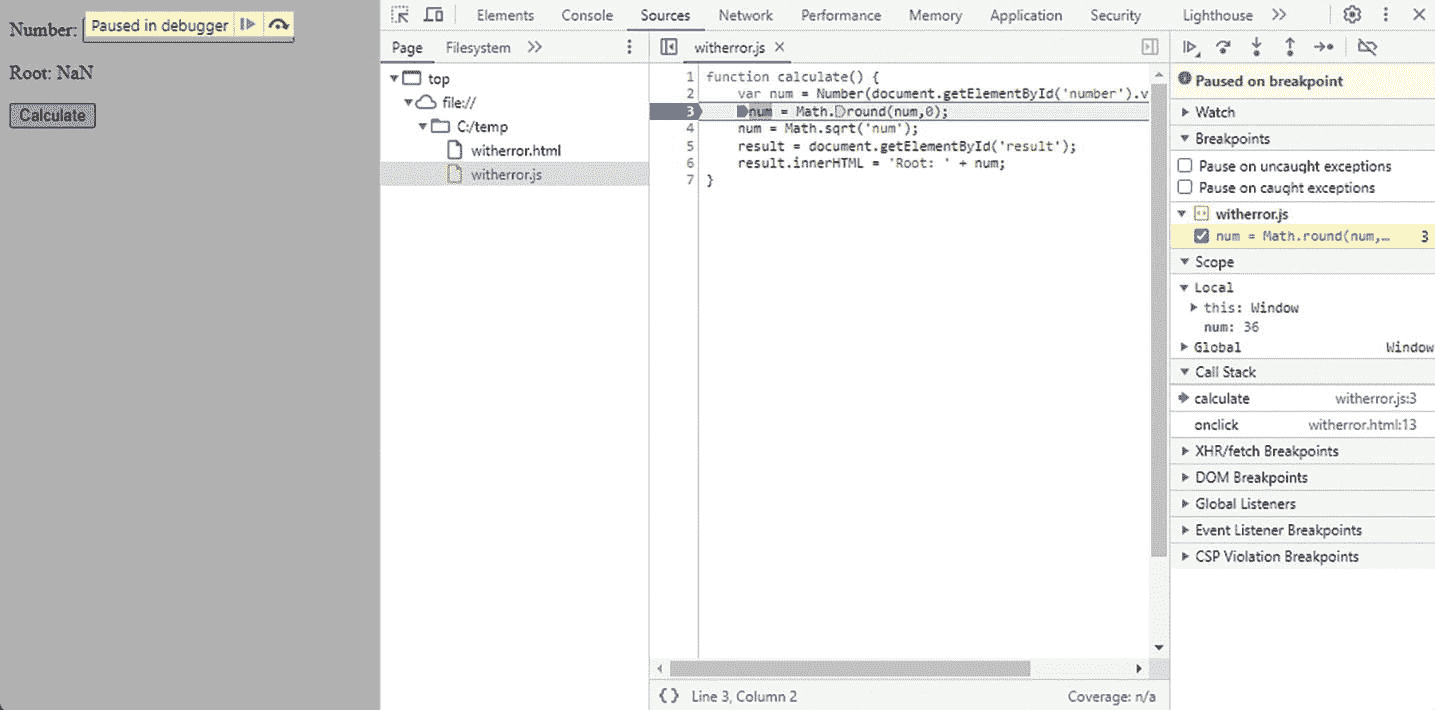 Number:
Paused in debugger
Root: NaN
Calculate
Elements Console Sources Network Performance Memory Application Security Lighthouse
Page Filesystem
top
file://
C:/temp
witherror.html
witherror.js
witherror.js
1 function calculate() {
2 var num = Number(document.getElementById('number').v
3 num = Math.round(num,0);
4 num = Math.sqrt('num');
5 result = document.getElementById('result');
6 result.innerHTML = 'Root: ' + num;
7 }
{} Line 3, Column 2 Coverage: n/a
Paused on breakpoint
Watch
Breakpoints
Pause on uncaught exceptions
Pause on caught exceptions
witherror.js
num = Math.round(num,… 3
Scope
Local
this: Window
num: 36
Global Window
Call Stack
calculate witherror.js:3
onclick witherror.html:13
XHR/fetch Breakpoints
DOM Breakpoints
Global Listeners
Event Listener Breakpoints
CSP Violation Breakpoints